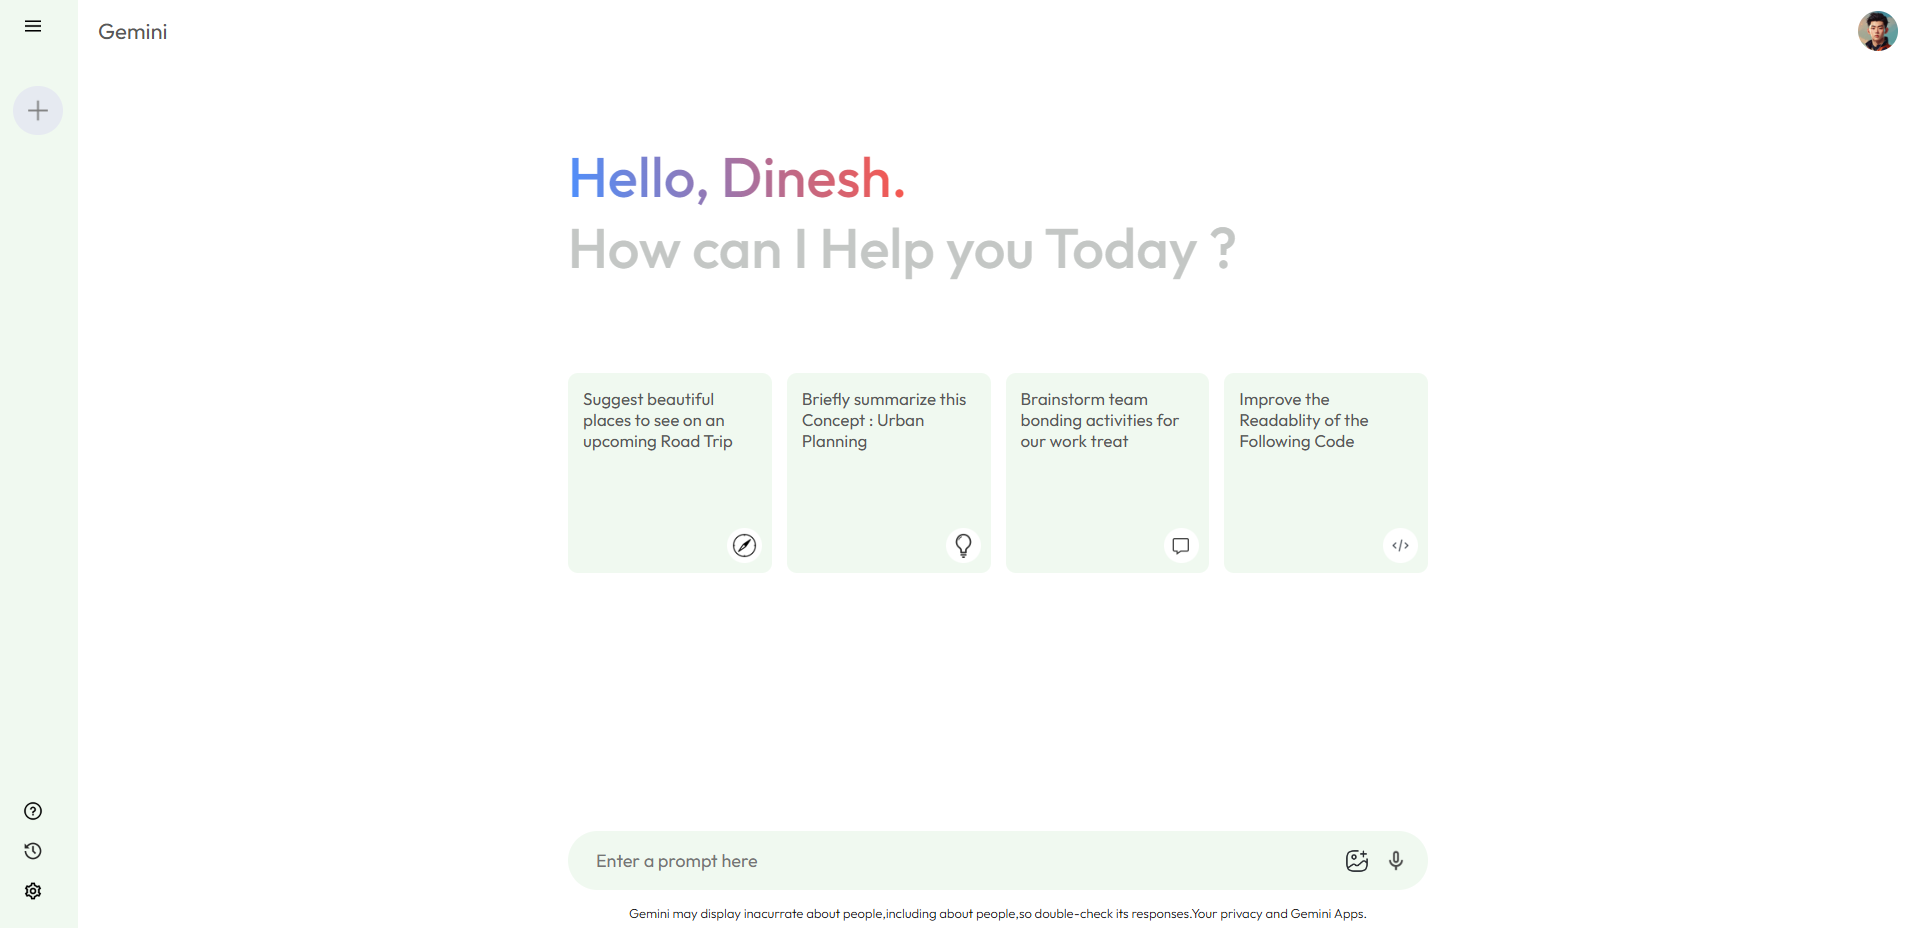 Gemini
Hello, Dinesh.
How can I Help you Today ?
Suggest beautiful
places to see on an
upcoming Road Trip
Briefly summarize this
Concept : Urban
Planning
Brainstorm team
bonding activities for
our work treat
Improve the
Readablity of the
Following Code
Enter a prompt here
Gemini may display inacurrate about people,including about people,so double-check its responses.Your privacy and Gemini Apps.